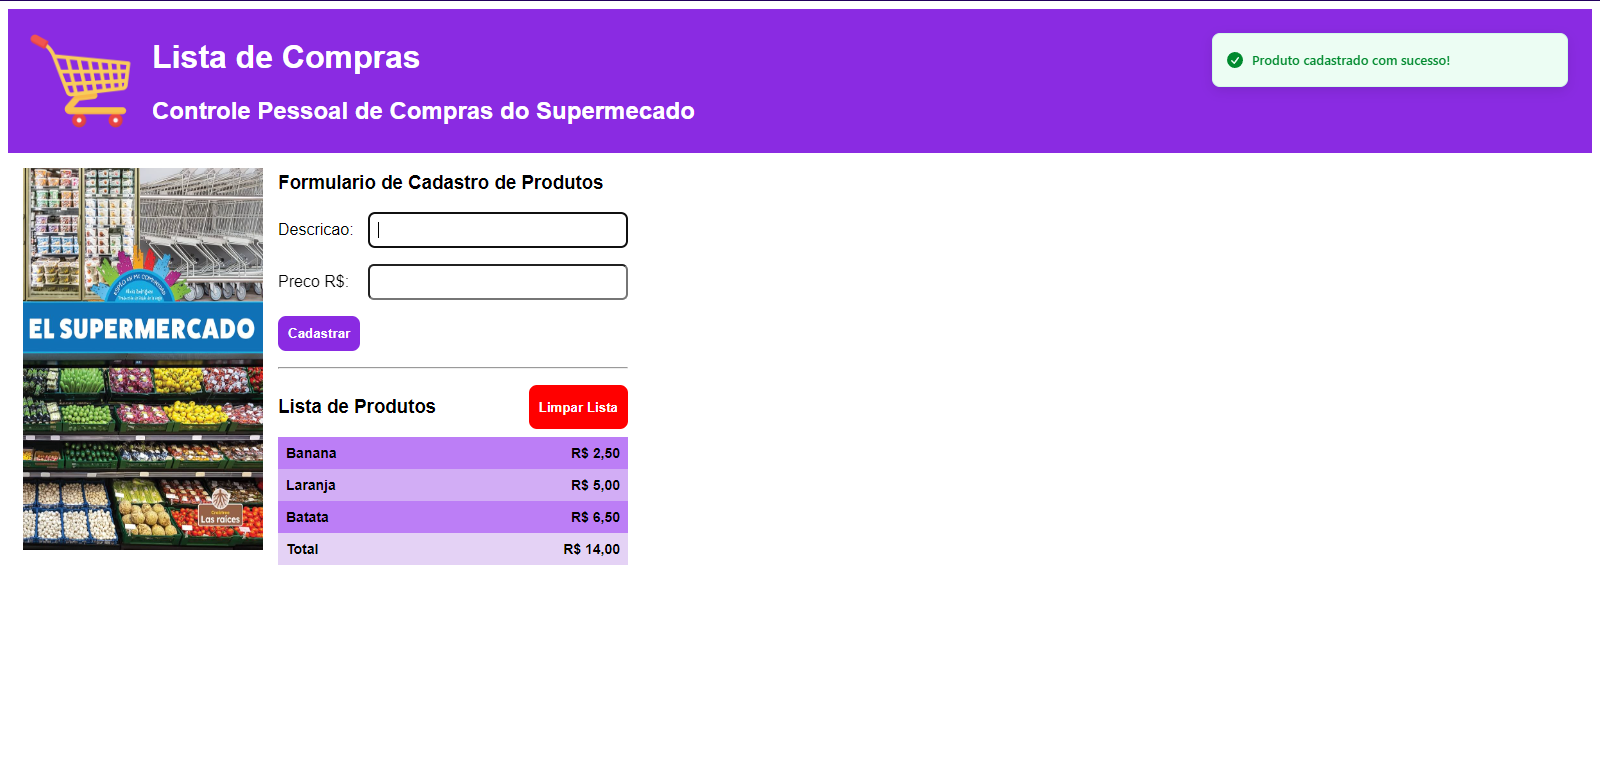 Lista de Compras
Controle Pessoal de Compras do Supermecado
Produto cadastrado com sucesso!
EL SUPERMERCADO
Las raices
Formulario de Cadastro de Produtos
Descricao:
Preco R$:
Cadastrar
Lista de Produtos
Limpar Lista
Banana R$ 2,50
Laranja R$ 5,00
Batata R$ 6,50
Total R$ 14,00